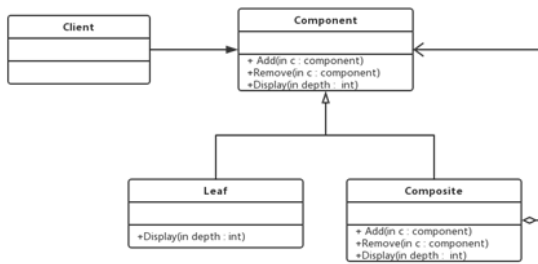 Client
Component
+ Add(in c : component)
+Remove(in c : component)
+Display(in depth :  int)
Leaf
+Display(in depth : int)
Composite
+ Add(in c : component)
+Remove(in c : component)
+Display(in depth : int)